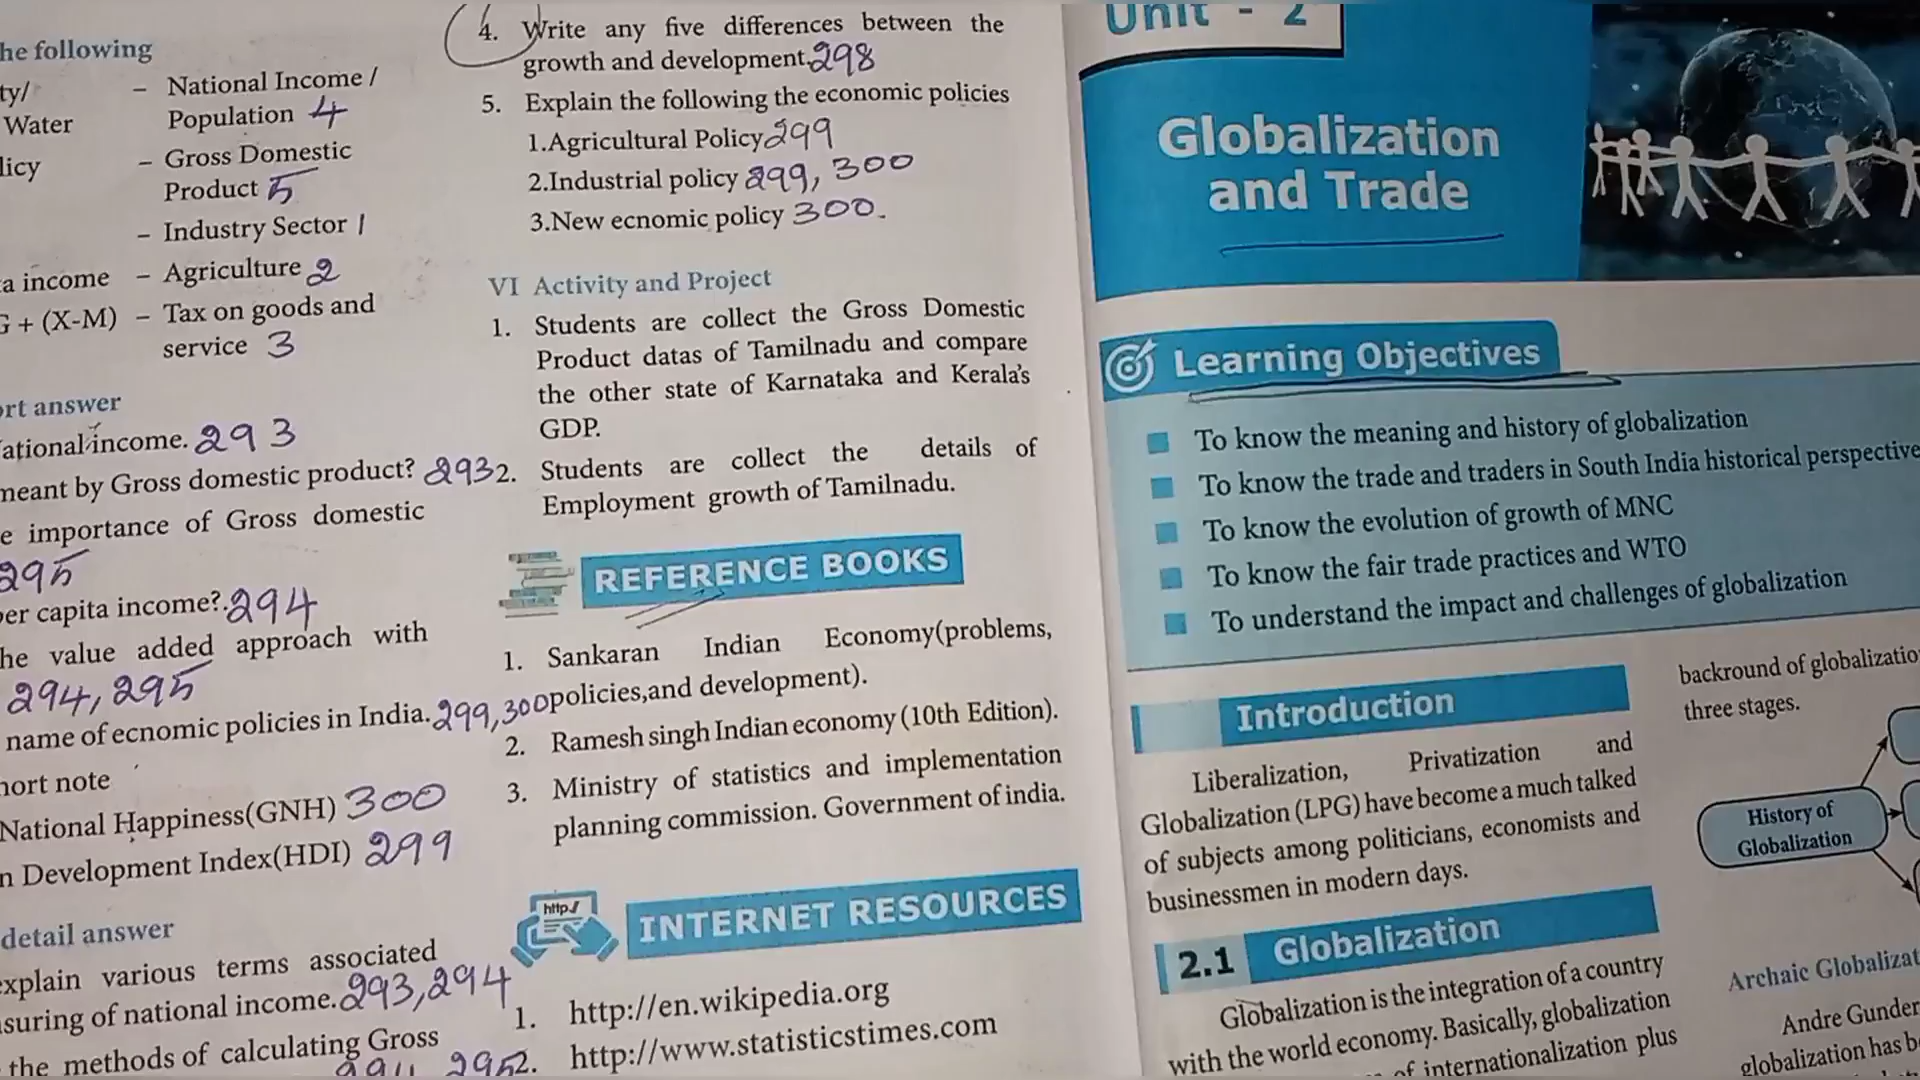 he following
ty/ – National Income /
Water Population 4
licy – Gross Domestic
Product 5
– Industry Sector 1
a income – Agriculture 2
G + (X-M) – Tax on goods and
service 3
ort answer
ational income. 293
meant by Gross domestic product? 293
e importance of Gross domestic
295
per capita income?. 294
he value added approach with
294, 295
name of ecnomic policies in India. 299, 300
hort note
National Happiness(GNH) 300
n Development Index(HDI) 299
detail answer
explain various terms associated
suring of national income. 293, 294
the methods of calculating Gross
294, 295
4. Write any five differences between the
growth and development. 298
5. Explain the following the economic policies
1.Agricultural Policy 299
2.Industrial policy 299, 300
3.New ecnomic policy 300.
VI Activity and Project
1. Students are collect the Gross Domestic
Product datas of Tamilnadu and compare
the other state of Karnataka and Kerala's
GDP.
2. Students are collect the details of
Employment growth of Tamilnadu.
REFERENCE BOOKS
1. Sankaran Indian Economy(problems,
policies,and development).
2. Ramesh singh Indian economy (10th Edition).
3. Ministry of statistics and implementation
planning commission. Government of india.
http://
INTERNET RESOURCES
1. http://en.wikipedia.org
2. http://www.statisticstimes.com
Unit - 2
Globalization
and Trade
Learning Objectives
To know the meaning and history of globalization
To know the trade and traders in South India historical perspective
To know the evolution of growth of MNC
To know the fair trade practices and WTO
To understand the impact and challenges of globalization
Introduction
Liberalization, Privatization and
Globalization (LPG) have become a much talked
of subjects among politicians, economists and
businessmen in modern days.
2.1 Globalization
Globalization is the integration of a country
with the world economy. Basically, globalization
of internationalization plus
backround of globalizatio
three stages.
History of
Globalization
Archaic Globalizat
Andre Gunder
globalization has b